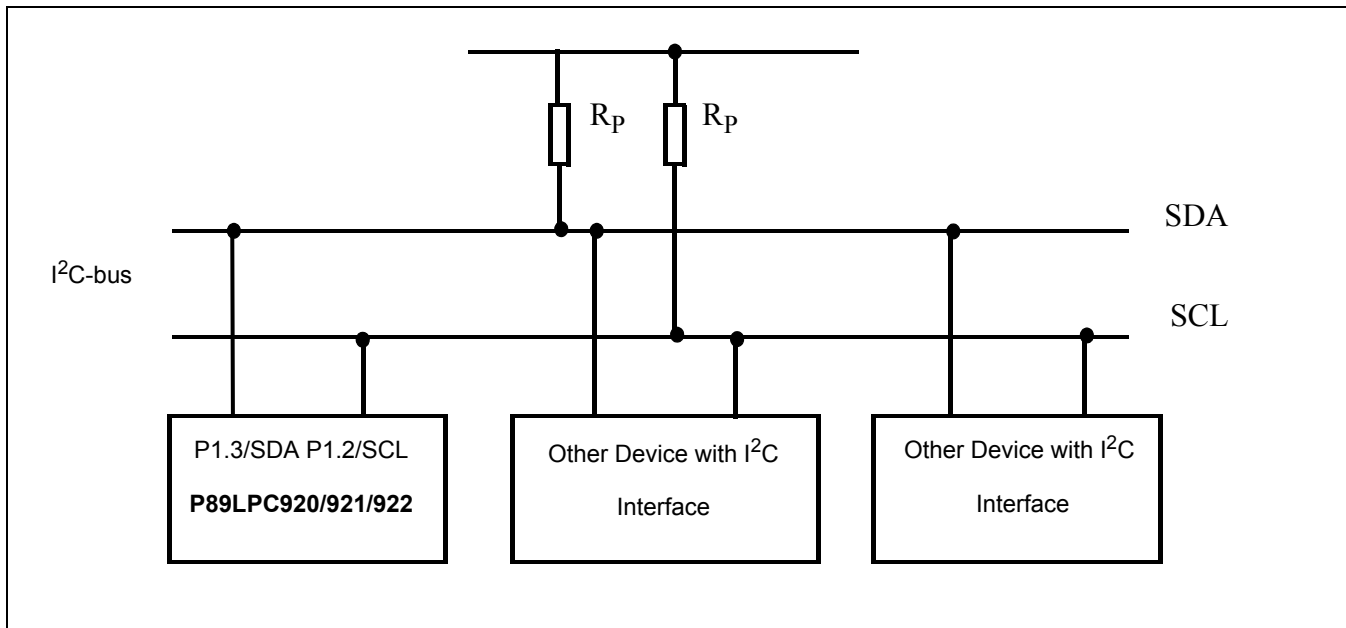 R_P R_P
SDA
I²C-bus
SCL
P1.3/SDA P1.2/SCL
P89LPC920/921/922
Other Device with I²C
Interface
Other Device with I²C
Interface